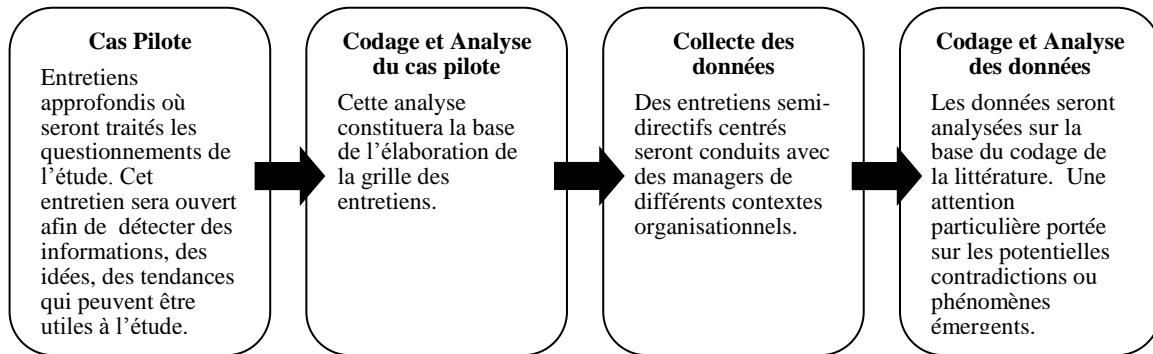 Cas Pilote
Entretiens
approfondis où
seront traités les
questionnements de
l'étude. Cet
entretien sera ouvert
afin de détecter des
informations, des
idées, des tendances
qui peuvent être
utiles à l'étude.
Codage et Analyse
du cas pilote
Cette analyse
constituera la base
de l'élaboration de
la grille des
entretiens.
Collecte des
données
Des entretiens semi-
directifs centrés
seront conduits avec
des managers de
différents contextes
organisationnels.
Codage et Analyse
des données
Les données seront
analysées sur la
base du codage de
la littérature. Une
attention
particulière portée
sur les potentielles
contradictions ou
phénomènes
émergents.